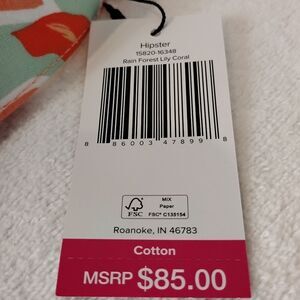 Hipster
15820-16348
Rain Forest Lily Coral
8 86003 47899 8
FSC
MIX
Paper
FSC® C135154
Roanoke, IN 46783
Cotton
MSRP $85.00